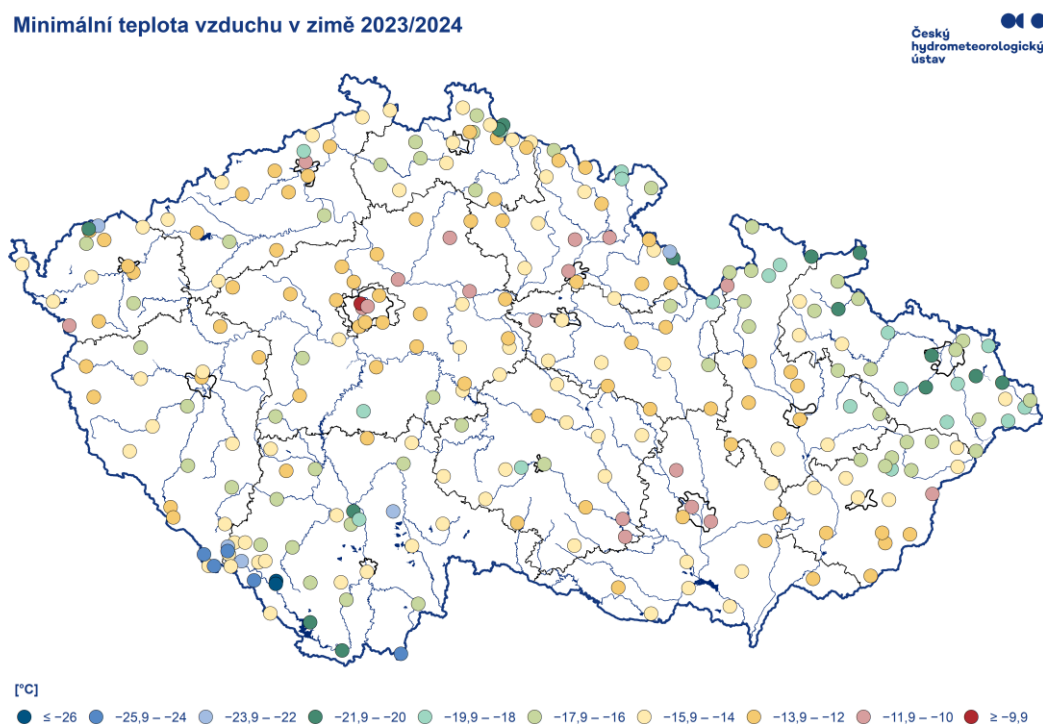 Minimální teplota vzduchu v zimě 2023/2024
Český
hydrometeorologický
ústav
[°C]
≤ −26 −25,9 – −24 −23,9 – −22 −21,9 – −20 −19,9 – −18 −17,9 – −16 −15,9 – −14 −13,9 – −12 −11,9 – −10 ≥ −9,9